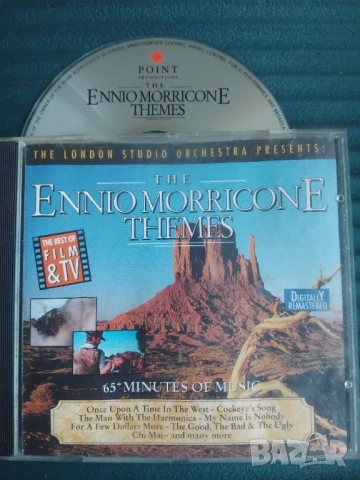 POINT
PRODUCTIONS
THE
ENNIO MORRICONE
THEMES
THE LONDON STUDIO ORCHESTRA PRESENTS:
THE
ENNIO MORRICONE
THEMES
THE BEST OF
FILM
&TV
DIGITALLY
REMASTERED
65+ MINUTES OF MUSIC
Once Upon A Time In The West - Cockeye's Song
The Man With The Harmonica - My Name Is Nobody
For A Few Dollars More - The Good, The Bad & The Ugly
Chi Mai - and many more
bazar.bg